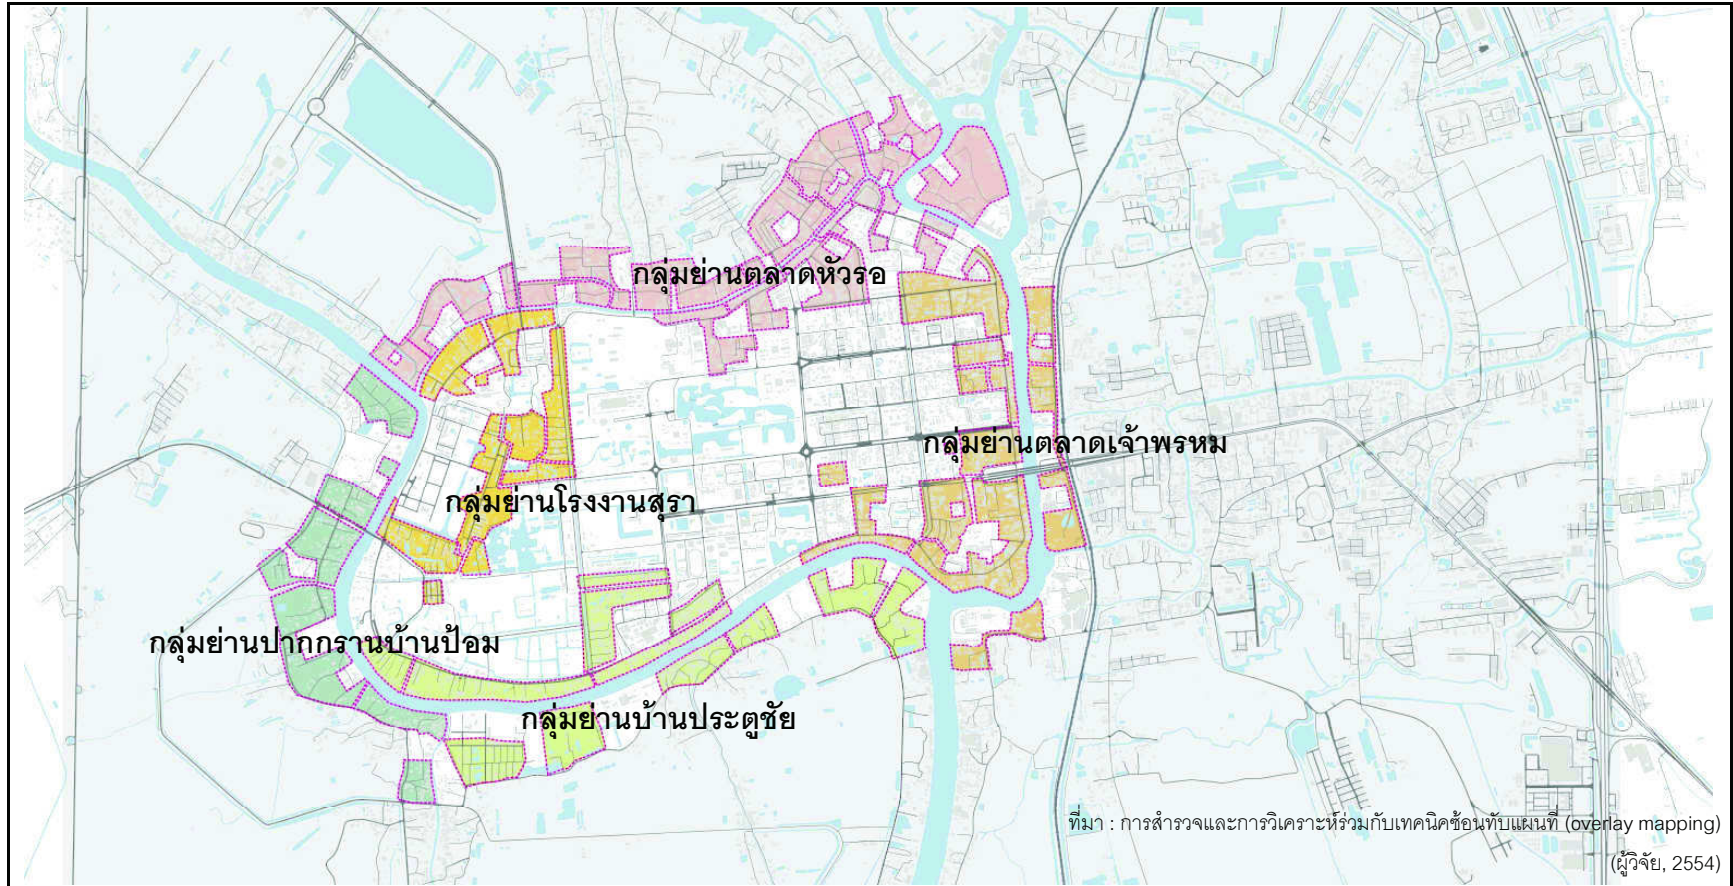 กลุ่มย่านตลาดหัวรอ
กลุ่มย่านตลาดเจ้าพรหม
กลุ่มย่านโรงงานสุรา
กลุ่มย่านปากกรานบ้านป้อม
กลุ่มย่านบ้านประตูชัย
ที่มา : การสำรวจและการวิเคราะห์ร่วมกับเทคนิคซ้อนทับแผนที่ (overlay mapping)
(ผู้วิจัย, 2554)